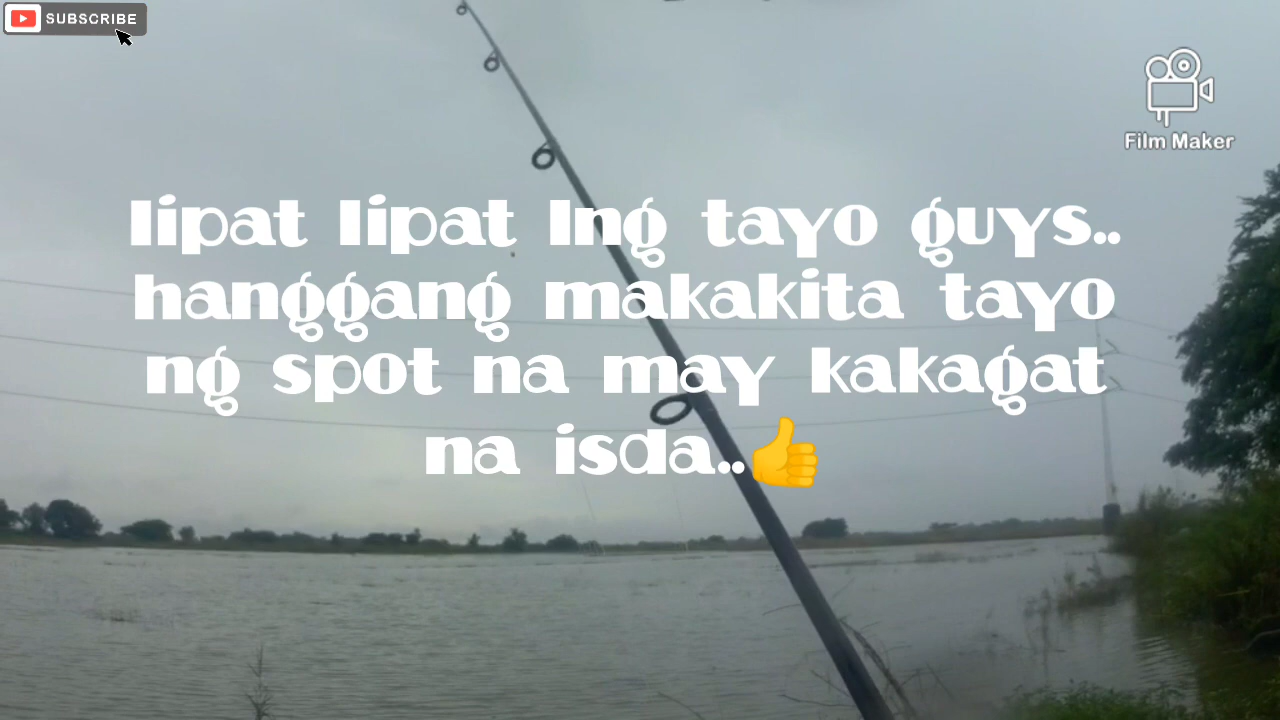 SUBSCRIBE
Film Maker
lipat lipat lng tayo guys..
hanggang makakita tayo
ng spot na may kakagat
na isda..👍